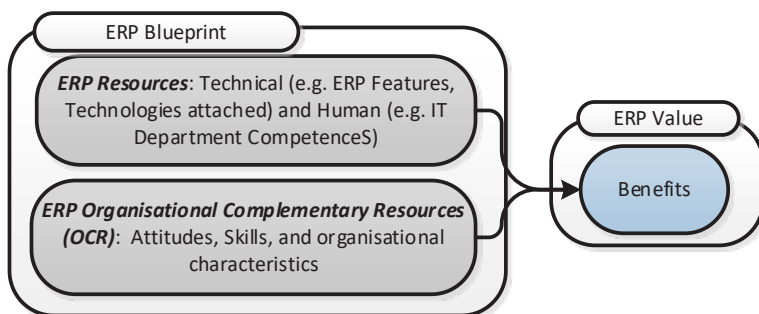 ERP Blueprint
ERP Resources: Technical (e.g. ERP Features,
Technologies attached) and Human (e.g. IT
Department CompetenceS)
ERP Organisational Complementary Resources
(OCR):  Attitudes, Skills, and organisational
characteristics
ERP Value
Benefits